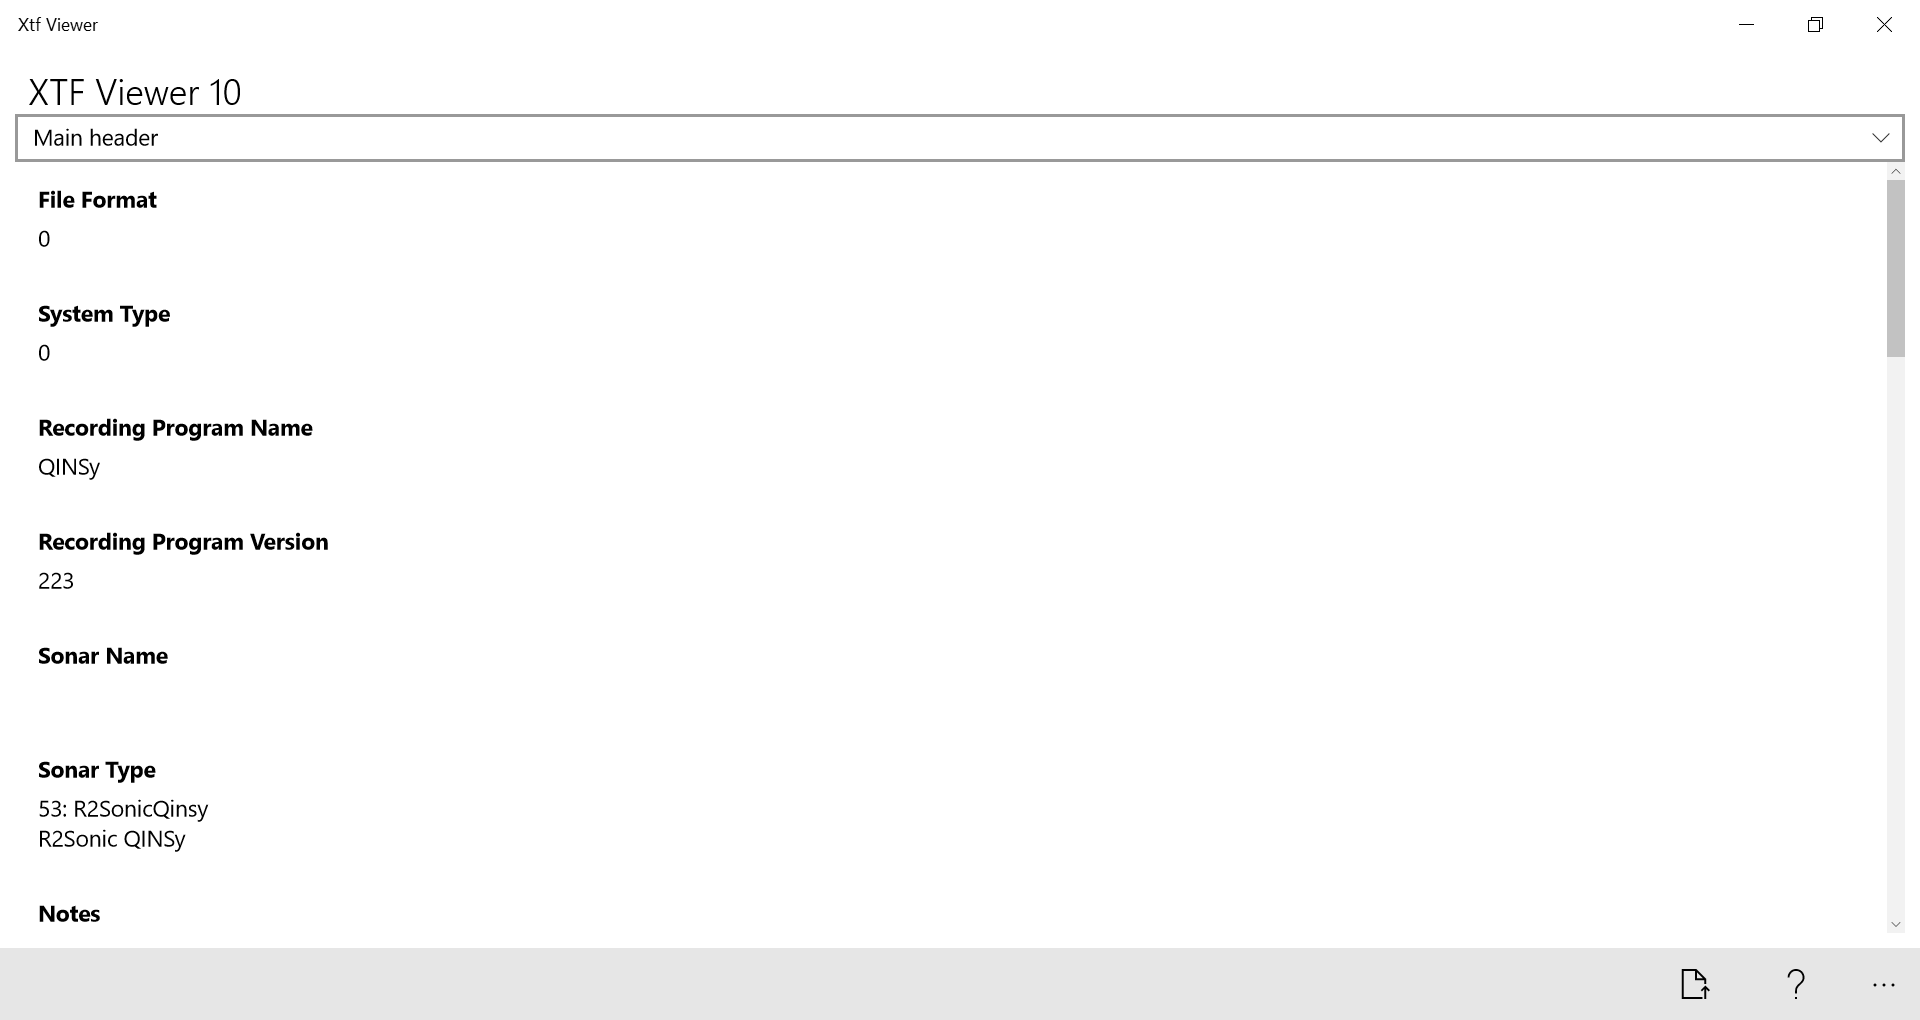 Xtf Viewer
XTF Viewer 10
Main header
File Format
0
System Type
0
Recording Program Name
QINSy
Recording Program Version
223
Sonar Name
Sonar Type
53: R2SonicQinsy
R2Sonic QINSy
Notes